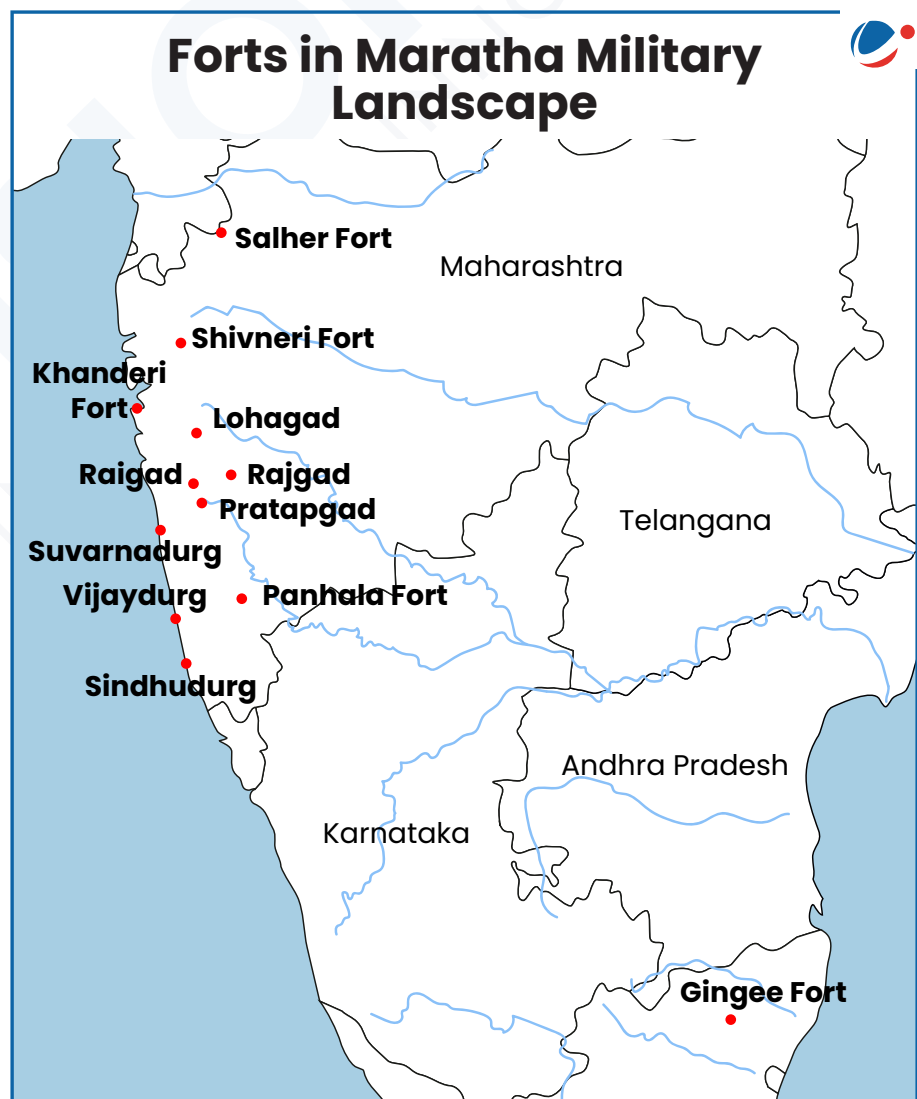 Forts in Maratha Military
Landscape
Salher Fort
Maharashtra
Shivneri Fort
Khanderi
Fort
Lohagad
Raigad
Rajgad
Pratapgad
Telangana
Suvarnadurg
Vijaydurg
Panhala Fort
Sindhudurg
Andhra Pradesh
Karnataka
Gingee Fort